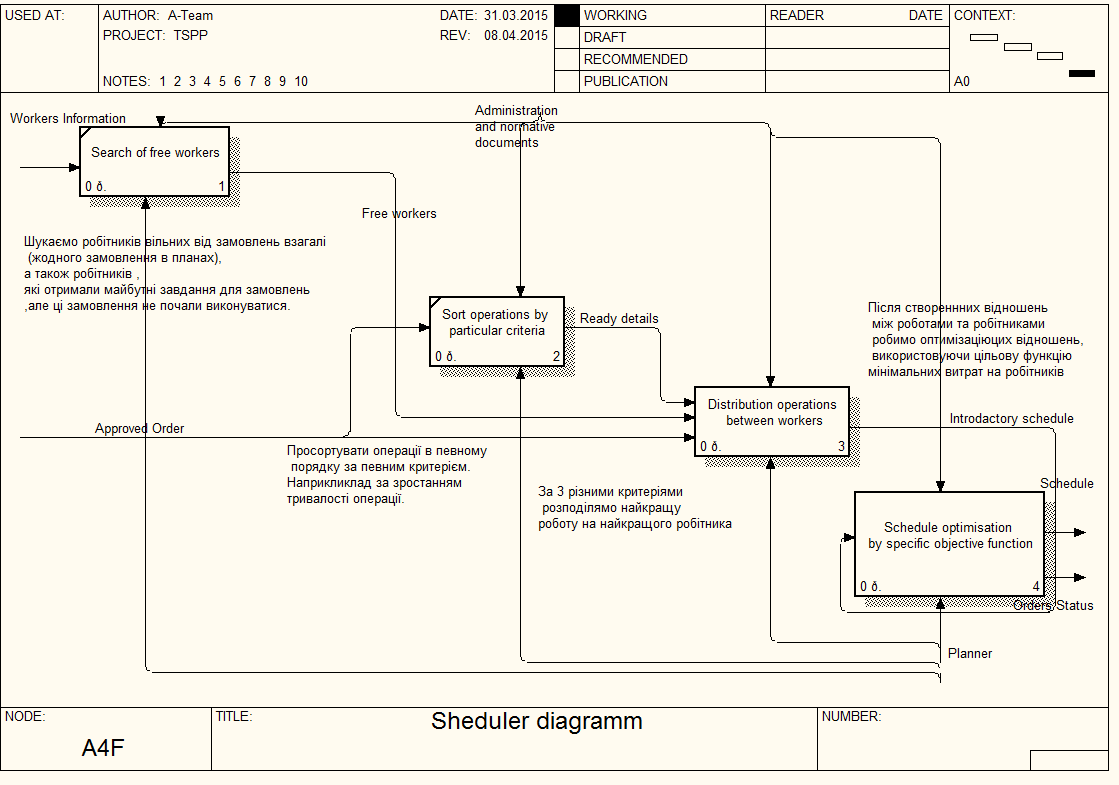 USED AT:
AUTHOR: A-Team
DATE: 31.03.2015
PROJECT: TSPP
REV: 08.04.2015
NOTES: 1 2 3 4 5 6 7 8 9 10
WORKING
DRAFT
RECOMMENDED
PUBLICATION
READER DATE
CONTEXT:
A0
Workers Information
Administration
and normative
documents
Search of free workers
0 ð. 1
Free workers
Шукаємо робітників вільних від замовлень взагалі
(жодного замовлення в планах),
а також робітників ,
які отримали майбутні завдання для замовлень
,але ці замовлення не почали виконуватися.
Sort operations by
particular criteria
0 ð. 2
Ready details
Після створеннних відношень
між роботами та робітниками
робимо оптимізаціюцих відношень,
використовуючи цільову функцію
мінімальних витрат на робітників
Distribution operations
between workers
0 ð. 3
Introdactory schedule
Approved Order
Просортувати операції в певному
порядку за певним критерієм.
Наприкликлад за зростанням
тривалості операції.
За 3 різними критеріями
розподілямо найкращу
роботу на найкращого робітника
Schedule
Schedule optimisation
by specific objective function
0 ð. 4
Orders Status
Planner
NODE:
A4F
TITLE:
Sheduler diagramm
NUMBER: